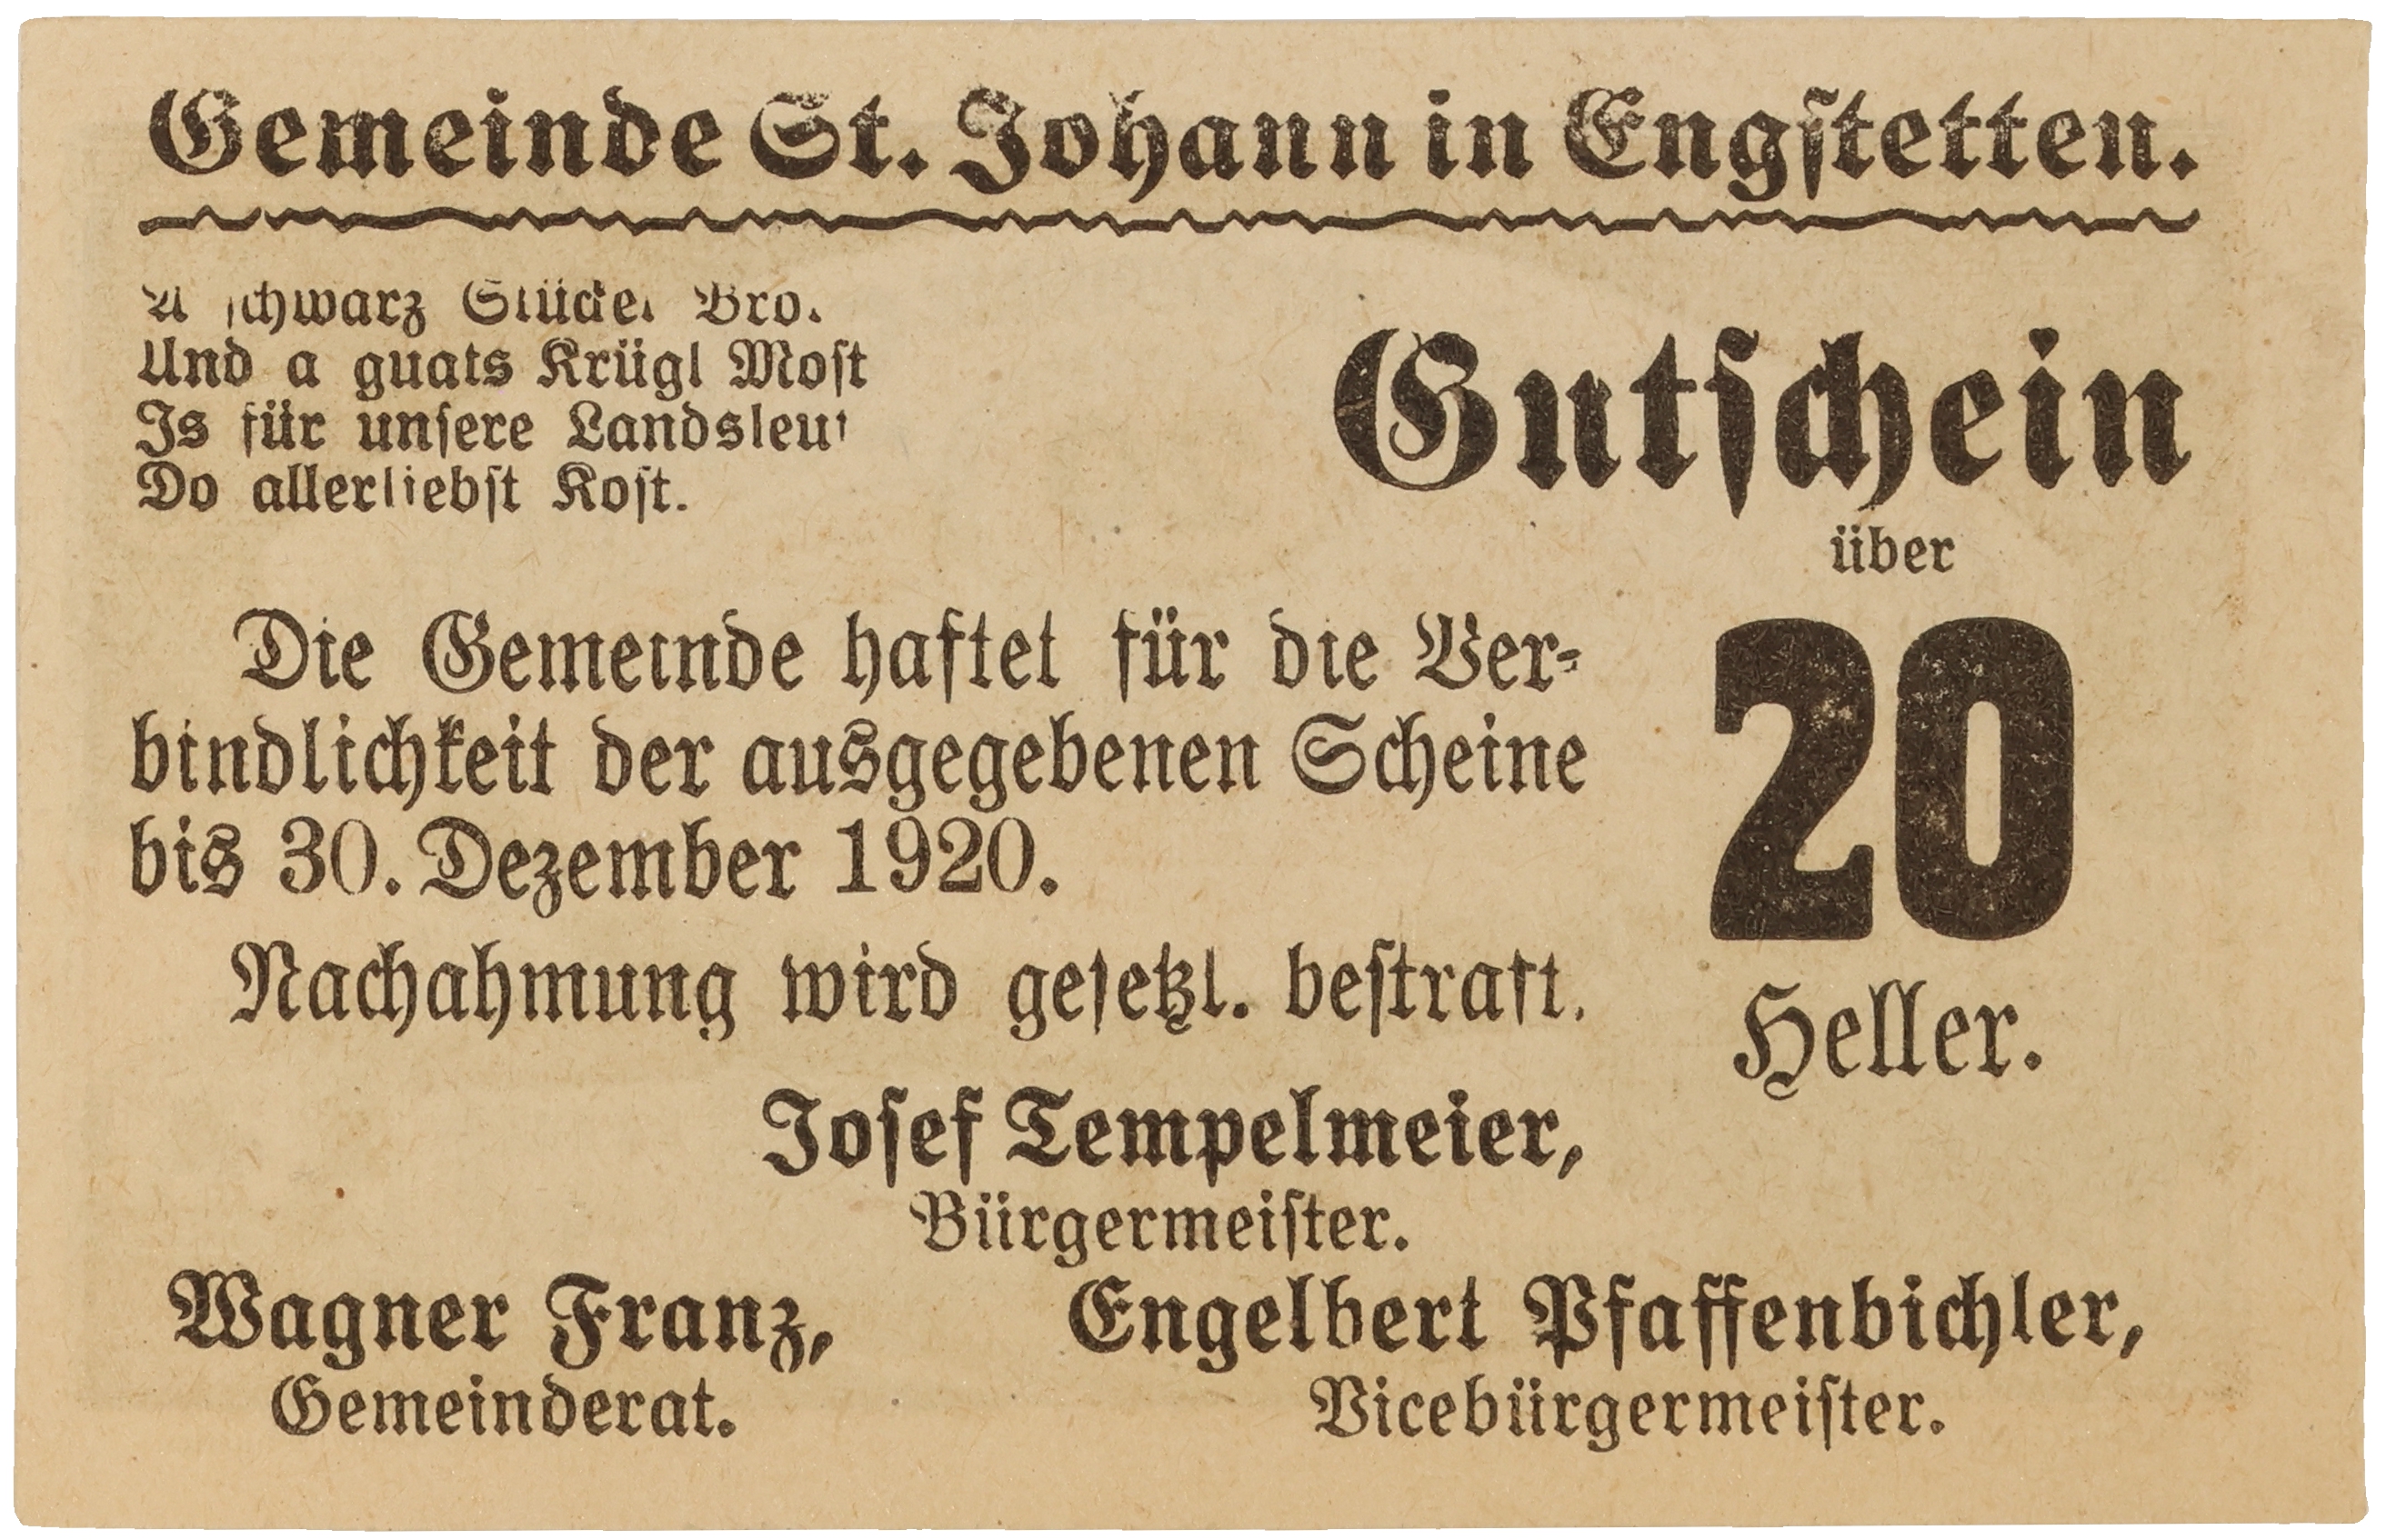 Gemeinde St. Johann in Engstetten.
A schwarz Stückel Brot
Und a guats Krügl Most
Is für unsere Landsleut
Do allerliebst Kost.
Gutschein
über
20
Heller.
Die Gemeinde haftet für die Ver-
bindlichkeit der ausgegebenen Scheine
bis 30. Dezember 1920.
Nachahmung wird gesetzl. bestraft.
Josef Tempelmeier,
Bürgermeister.
Wagner Franz,
Gemeinderat.
Engelbert Pfaffenbichler,
Vicebürgermeister.